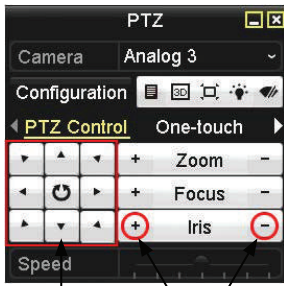 PTZ
Camera Analog 3
Configuration 3D
PTZ Control One-touch
+ Zoom -
+ Focus -
+ Iris -
Speed